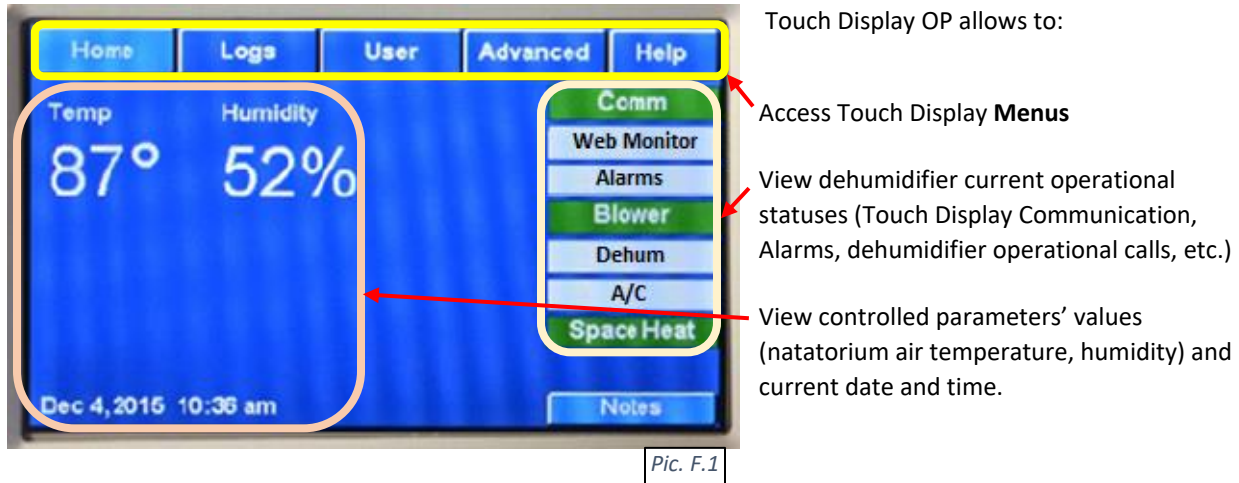 Home Logs User Advanced Help
Temp Humidity
87° 52%
Comm
Web Monitor
Alarms
Blower
Dehum
A/C
Space Heat
Dec 4, 2015 10:36 am
Notes
Pic. F.1
Touch Display OP allows to:
Access Touch Display Menus
View dehumidifier current operational
statuses (Touch Display Communication,
Alarms, dehumidifier operational calls, etc.)
View controlled parameters’ values
(natatorium air temperature, humidity) and
current date and time.